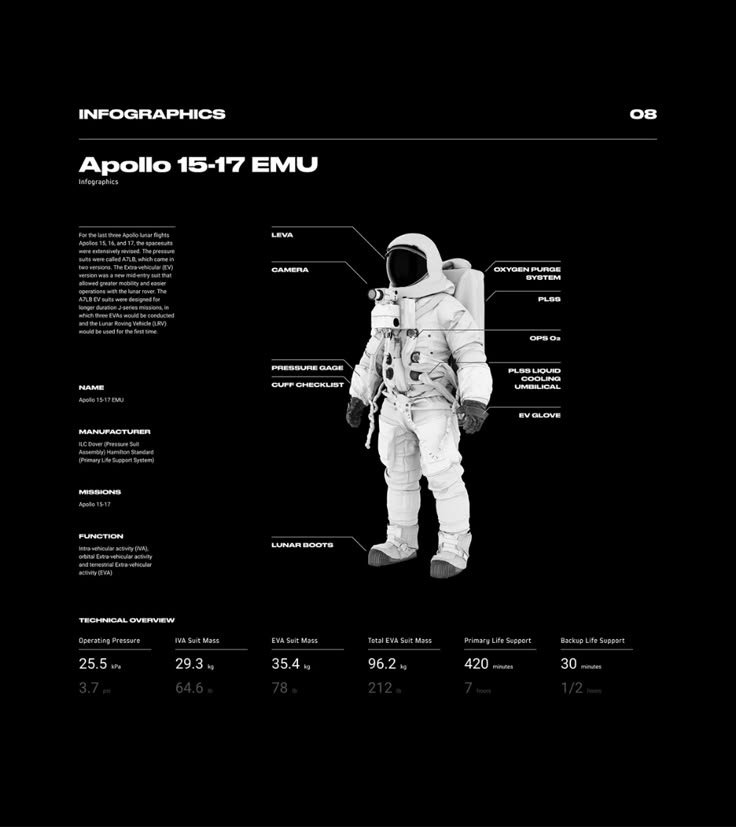 INFOGRAPHICS
08
Apollo 15-17 EMU
Infographics
For the last three Apollo lunar flights
Apollos 15, 16, and 17, the spacesuits
were extensively revised. The pressure
suits were called A7LB, which came in
two versions. The Extra-vehicular (EV)
version was a new mid-entry suit that
allowed greater mobility and easier
operations with the lunar rover. The
A7LB EV suits were designed for
longer duration J-series missions, in
which three EVAs would be conducted
and the Lunar Roving Vehicle (LRV)
would be used for the first time.
NAME
Apollo 15-17 EMU
MANUFACTURER
ILC Dover (Pressure Suit
Assembly) Hamilton Standard
(Primary Life Support System)
MISSIONS
Apollo 15-17
FUNCTION
Intra-vehicular activity (IVA),
orbital Extra-vehicular activity
and terrestrial Extra-vehicular
activity (EVA)
LEVA
CAMERA
PRESSURE GAGE
CUFF CHECKLIST
LUNAR BOOTS
OXYGEN PURGE
SYSTEM
PLSS
OPS O₂
PLSS LIQUID
COOLING
UMBILICAL
EV GLOVE
TECHNICAL OVERVIEW
Operating Pressure
25.5 kPa
3.7 psi
IVA Suit Mass
29.3 kg
64.6 lb
EVA Suit Mass
35.4 kg
78 lb
Total EVA Suit Mass
96.2 kg
212 lb
Primary Life Support
420 minutes
7 hours
Backup Life Support
30 minutes
1/2 hours